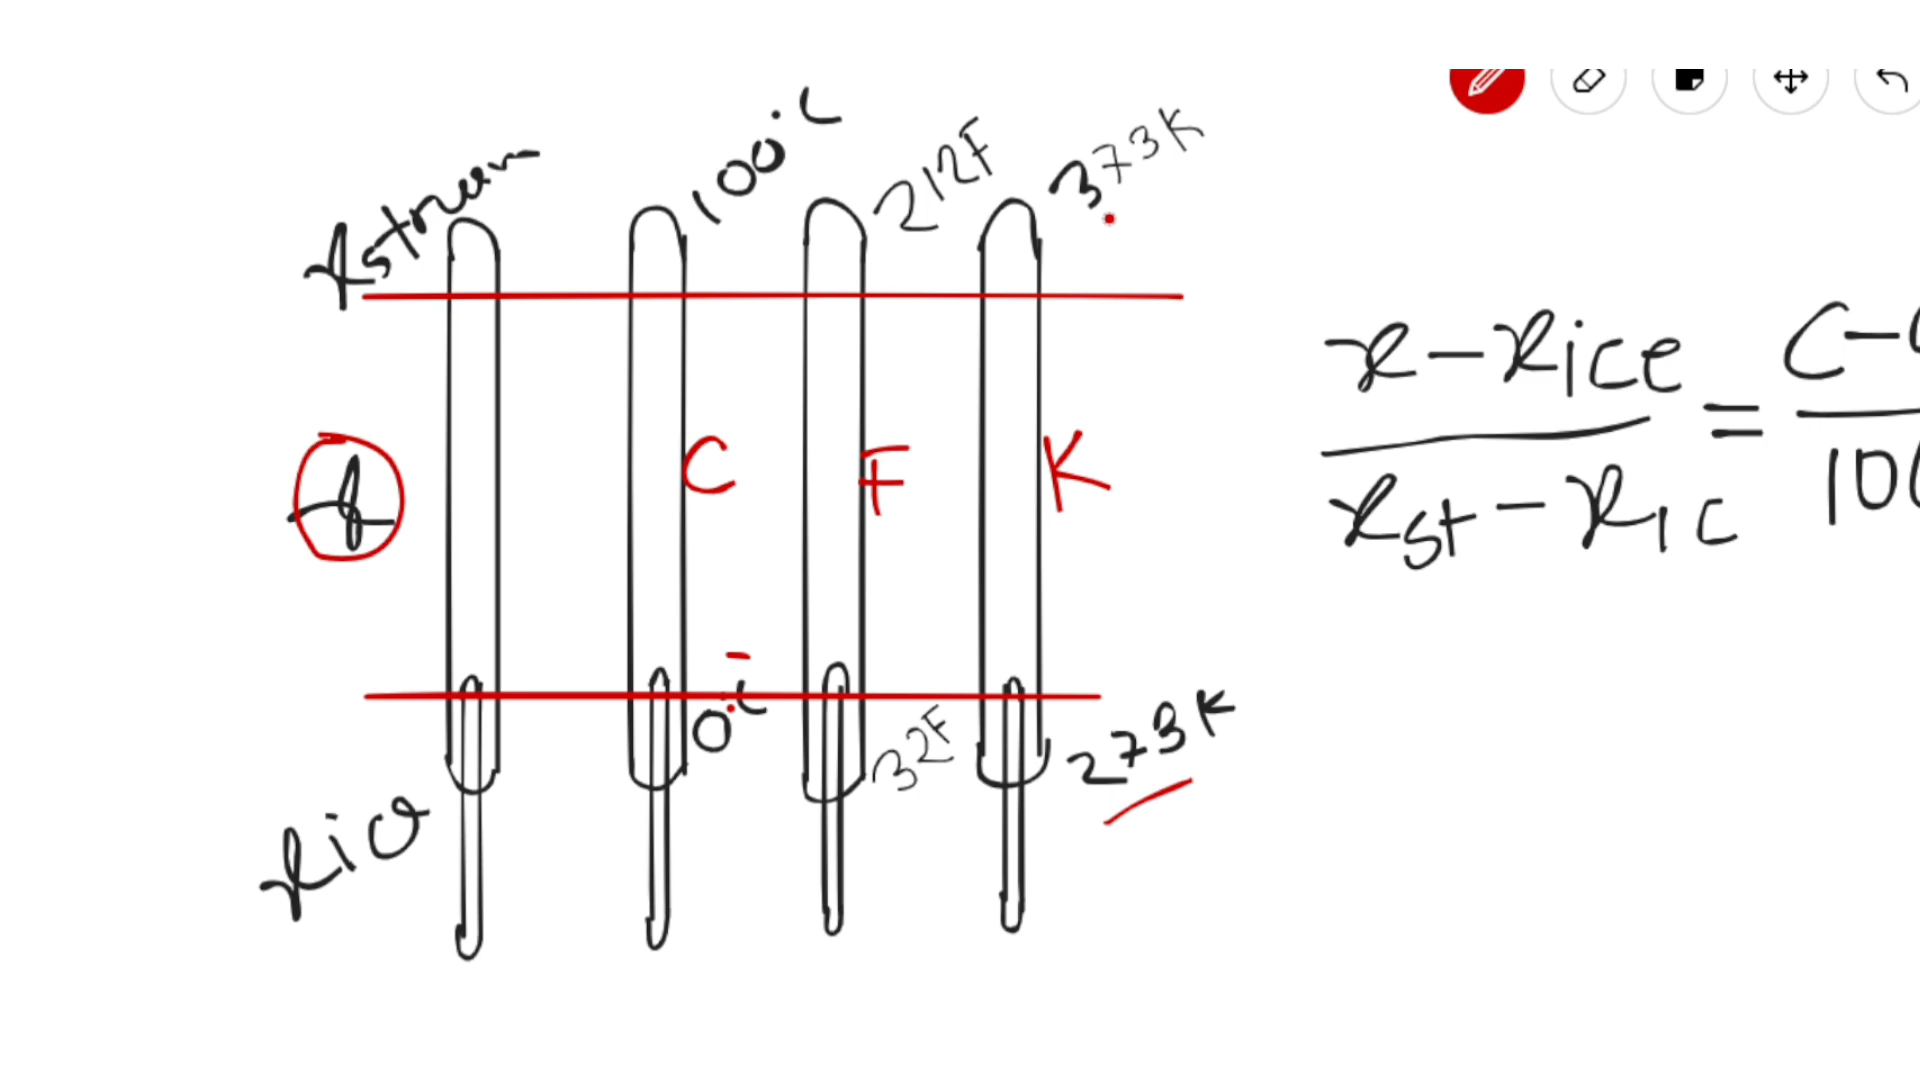 xsteam
100°C
212F
373K
x
C
F
K
0°C
32F
273K
xice
x-xice = C-0
xst-xic 100